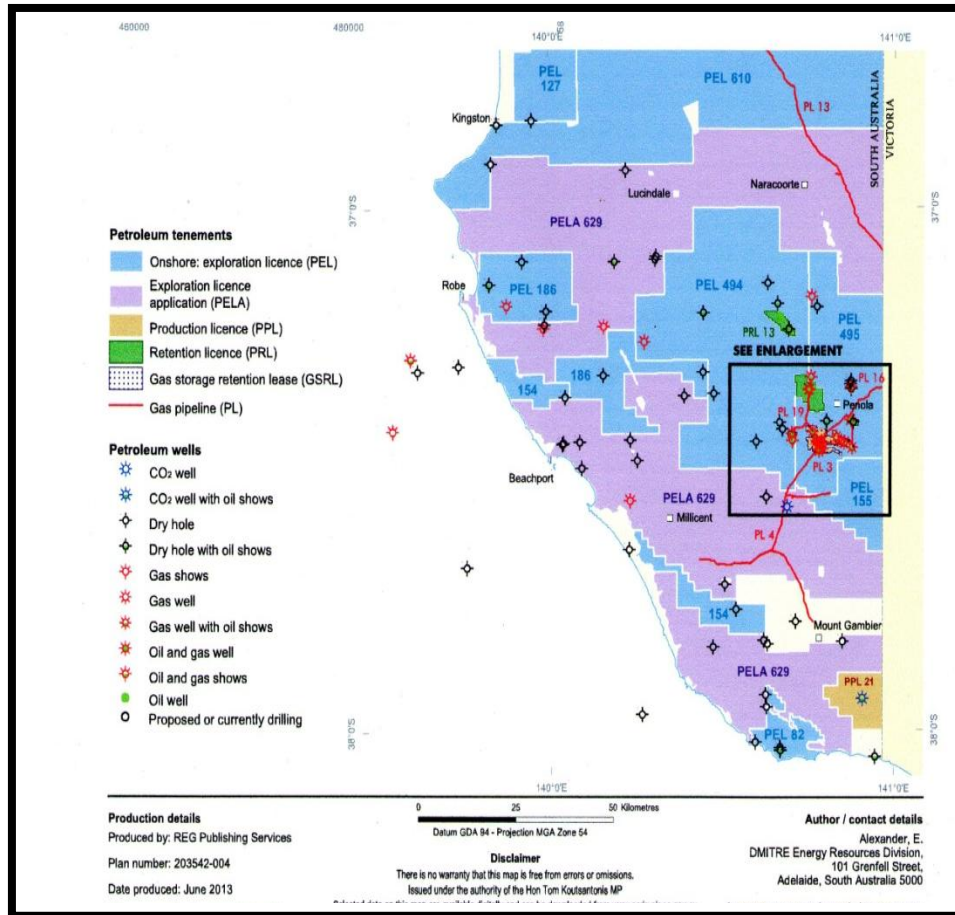 460000
480000
140°0'E
141°0'E
PEL
127
PEL 610
PL 13
SOUTH AUSTRALIA
VICTORIA
Kingston
Lucindale
Naracoorte
37°0'S
37°0'S
PELA 629
Petroleum tenements
Onshore: exploration licence (PEL)
Exploration licence
application (PELA)
Production licence (PPL)
Retention licence (PRL)
Gas storage retention lease (GSRL)
Gas pipeline (PL)
Robe
PEL 186
PEL 494
PRL 13
PEL
495
SEE ENLARGEMENT
154
186
PL 16
PL 19
Penola
PL 3
PEL
155
Beachport
PELA 629
Millicent
PL 4
Petroleum wells
CO₂ well
CO₂ well with oil shows
Dry hole
Dry hole with oil shows
Gas shows
Gas well
Gas well with oil shows
Oil and gas well
Oil and gas shows
Oil well
Proposed or currently drilling
154
Mount Gambier
PELA 629
PPL 21
PEL 82
38°0'S
38°0'S
140°0'E
141°0'E
Production details
Produced by: REG Publishing Services
Plan number: 203542-004
Date produced: June 2013
0 25 50 Kilometres
Datum GDA 94 - Projection MGA Zone 54
Disclaimer
There is no warranty that this map is free from errors or omissions.
Issued under the authority of the Hon Tom Koutsantonis MP
Author / contact details
Alexander, E.
DMITRE Energy Resources Division,
101 Grenfell Street,
Adelaide, South Australia 5000